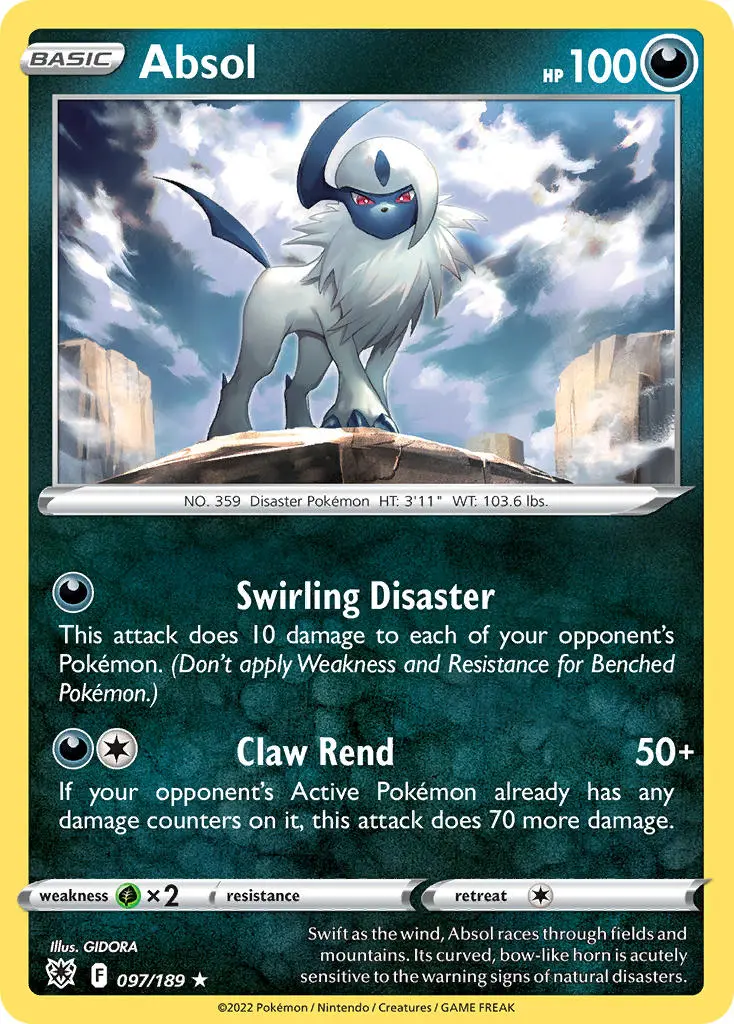 BASIC Absol HP 100
NO. 359 Disaster Pokémon HT: 3'11" WT: 103.6 lbs.
Swirling Disaster
This attack does 10 damage to each of your opponent's
Pokémon. (Don't apply Weakness and Resistance for Benched
Pokémon.)
Claw Rend 50+
If your opponent's Active Pokémon already has any
damage counters on it, this attack does 70 more damage.
weakness ×2 resistance retreat
Illus. GIDORA
Swift as the wind, Absol races through fields and
mountains. Its curved, bow-like horn is acutely
sensitive to the warning signs of natural disasters.
F 097/189 ★
©2022 Pokémon / Nintendo / Creatures / GAME FREAK